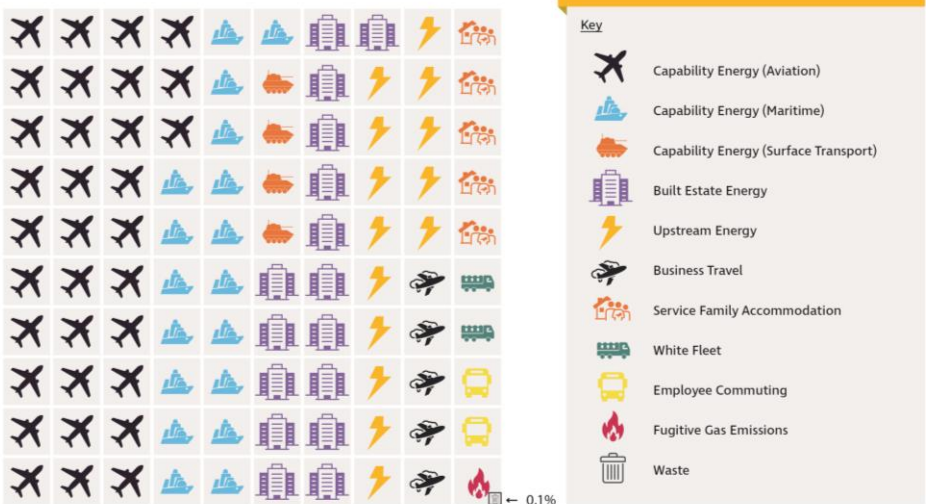 Key
Capability Energy (Aviation)
Capability Energy (Maritime)
Capability Energy (Surface Transport)
Built Estate Energy
Upstream Energy
Business Travel
Service Family Accommodation
White Fleet
Employee Commuting
Fugitive Gas Emissions
Waste
← 0.1%